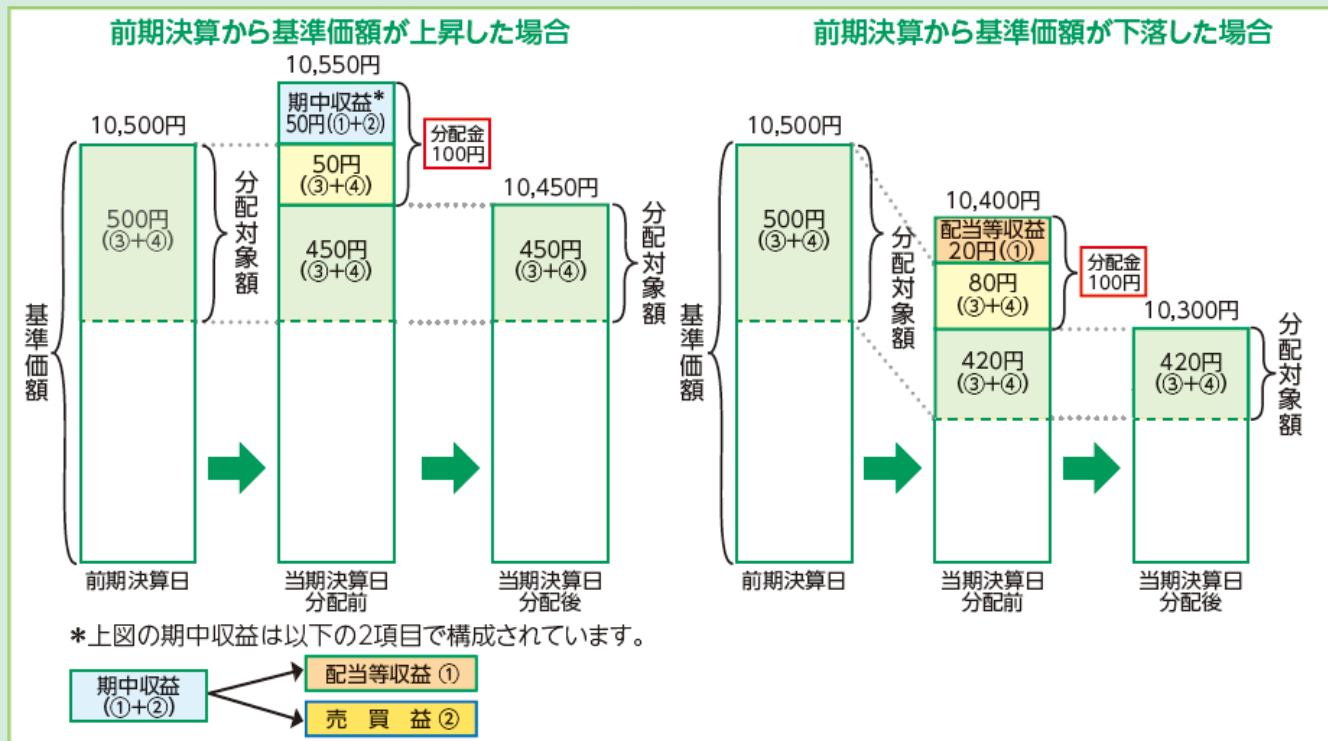 前期決算から基準価額が上昇した場合
10,500円
500円
(③+④)
分配対象額
基準価額
前期決算日
10,550円
期中収益*
50円(①+②)
50円
(③+④)
450円
(③+④)
分配金
100円
当期決算日
分配前
10,450円
450円
(③+④)
分配対象額
当期決算日
分配後
前期決算から基準価額が下落した場合
10,500円
500円
(③+④)
分配対象額
基準価額
前期決算日
10,400円
配当等収益
20円(①)
80円
(③+④)
420円
(③+④)
分配金
100円
当期決算日
分配前
10,300円
420円
(③+④)
分配対象額
当期決算日
分配後
*上図の期中収益は以下の2項目で構成されています。
期中収益
(①+②)
配当等収益 ①
売 買 益 ②